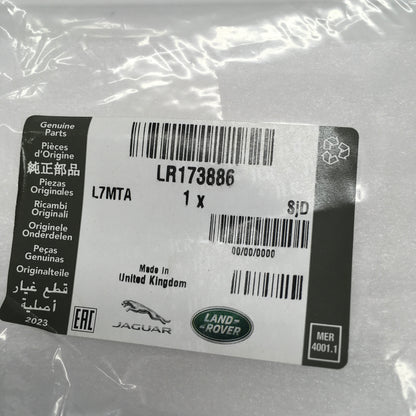 Genuine
Parts
Pièces
d'Origine
純正部品
Piezas
Originales
Ricambi
Originali
Originele
Onderdelen
Peças
Genuinas
Originalteile
قطع غيار
أصلية
2023
LR173886
L7MTA
1 x
SJD
00/00/0000
Made in
United Kingdom
EAC
JAGUAR
LAND-
ROVER
MER
4001.1